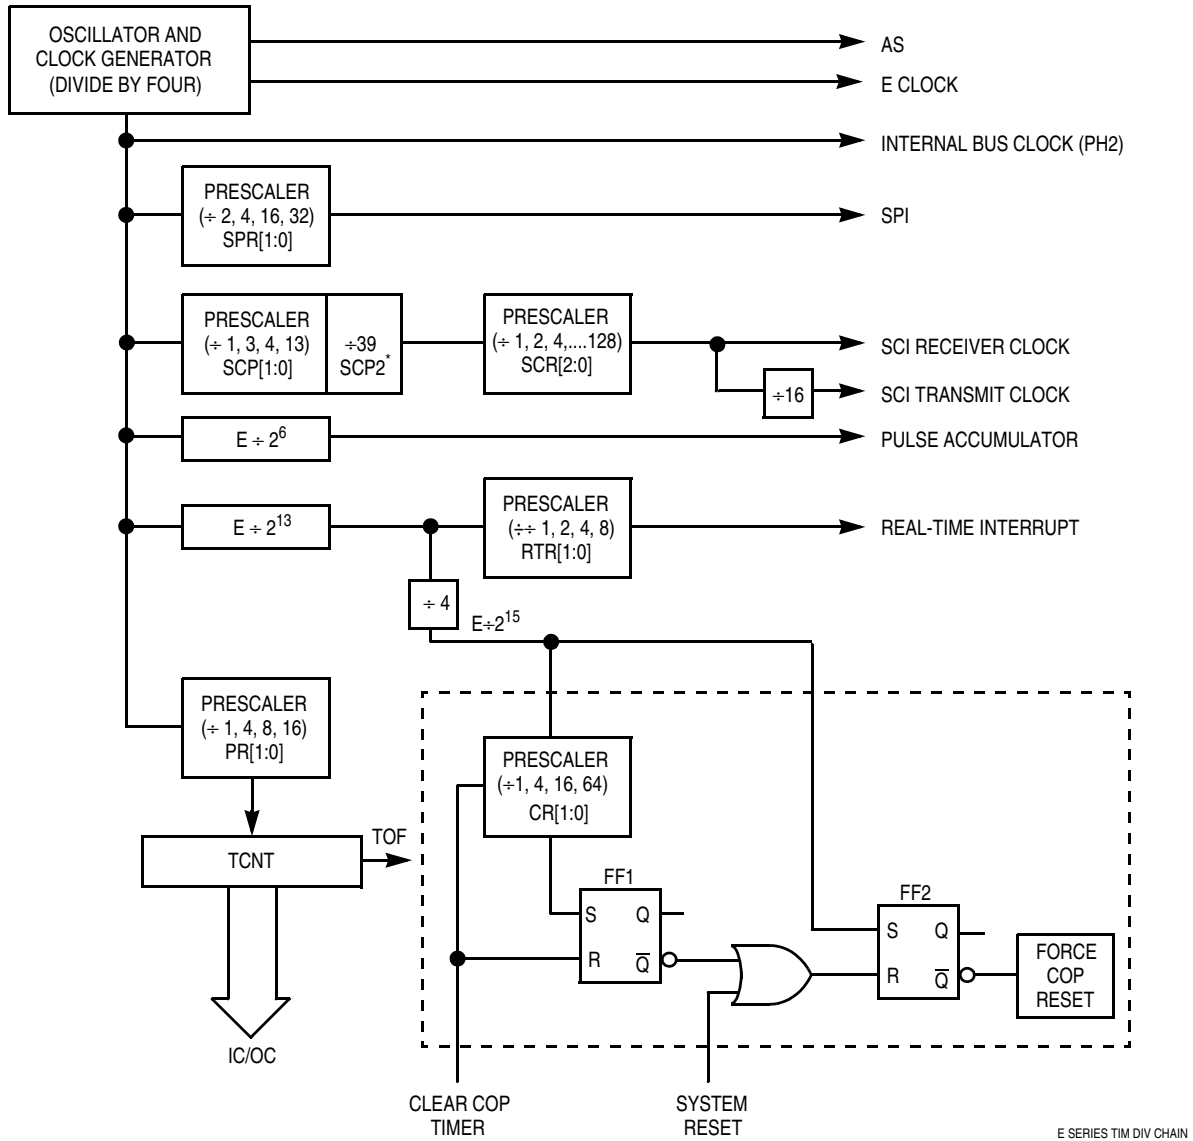 OSCILLATOR AND
CLOCK GENERATOR
(DIVIDE BY FOUR)
AS
E CLOCK
INTERNAL BUS CLOCK (PH2)
PRESCALER
(÷ 2, 4, 16, 32)
SPR[1:0]
SPI
PRESCALER
(÷ 1, 3, 4, 13)
SCP[1:0]
÷39
SCP2*
PRESCALER
(÷ 1, 2, 4,....128)
SCR[2:0]
SCI RECEIVER CLOCK
÷16
SCI TRANSMIT CLOCK
E ÷ 2⁶
PULSE ACCUMULATOR
E ÷ 2¹³
PRESCALER
(÷÷ 1, 2, 4, 8)
RTR[1:0]
REAL-TIME INTERRUPT
÷ 4
E÷2¹⁵
PRESCALER
(÷ 1, 4, 8, 16)
PR[1:0]
PRESCALER
(÷1, 4, 16, 64)
CR[1:0]
TCNT
TOF
FF1
S Q
R Q̅
FF2
S Q
R Q̅
FORCE
COP
RESET
IC/OC
CLEAR COP
TIMER
SYSTEM
RESET
E SERIES TIM DIV CHAIN